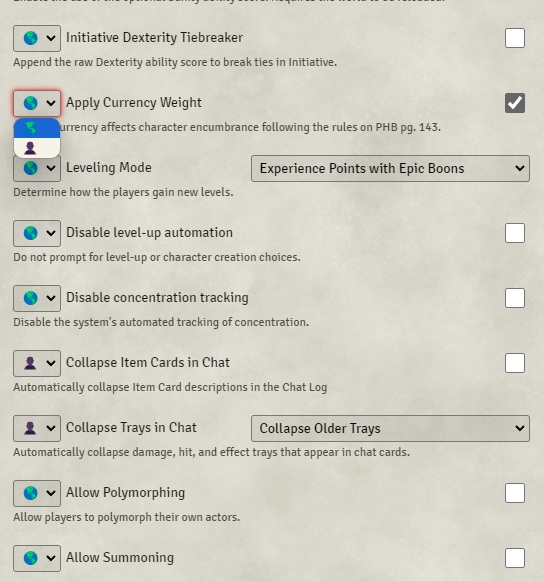 Initiative Dexterity Tiebreaker
Append the raw Dexterity ability score to break ties in Initiative.
Apply Currency Weight
urrency affects character encumbrance following the rules on PHB pg. 143.
Leveling Mode
Experience Points with Epic Boons
Determine how the players gain new levels.
Disable level-up automation
Do not prompt for level-up or character creation choices.
Disable concentration tracking
Disable the system's automated tracking of concentration.
Collapse Item Cards in Chat
Automatically collapse Item Card descriptions in the Chat Log
Collapse Trays in Chat
Collapse Older Trays
Automatically collapse damage, hit, and effect trays that appear in chat cards.
Allow Polymorphing
Allow players to polymorph their own actors.
Allow Summoning